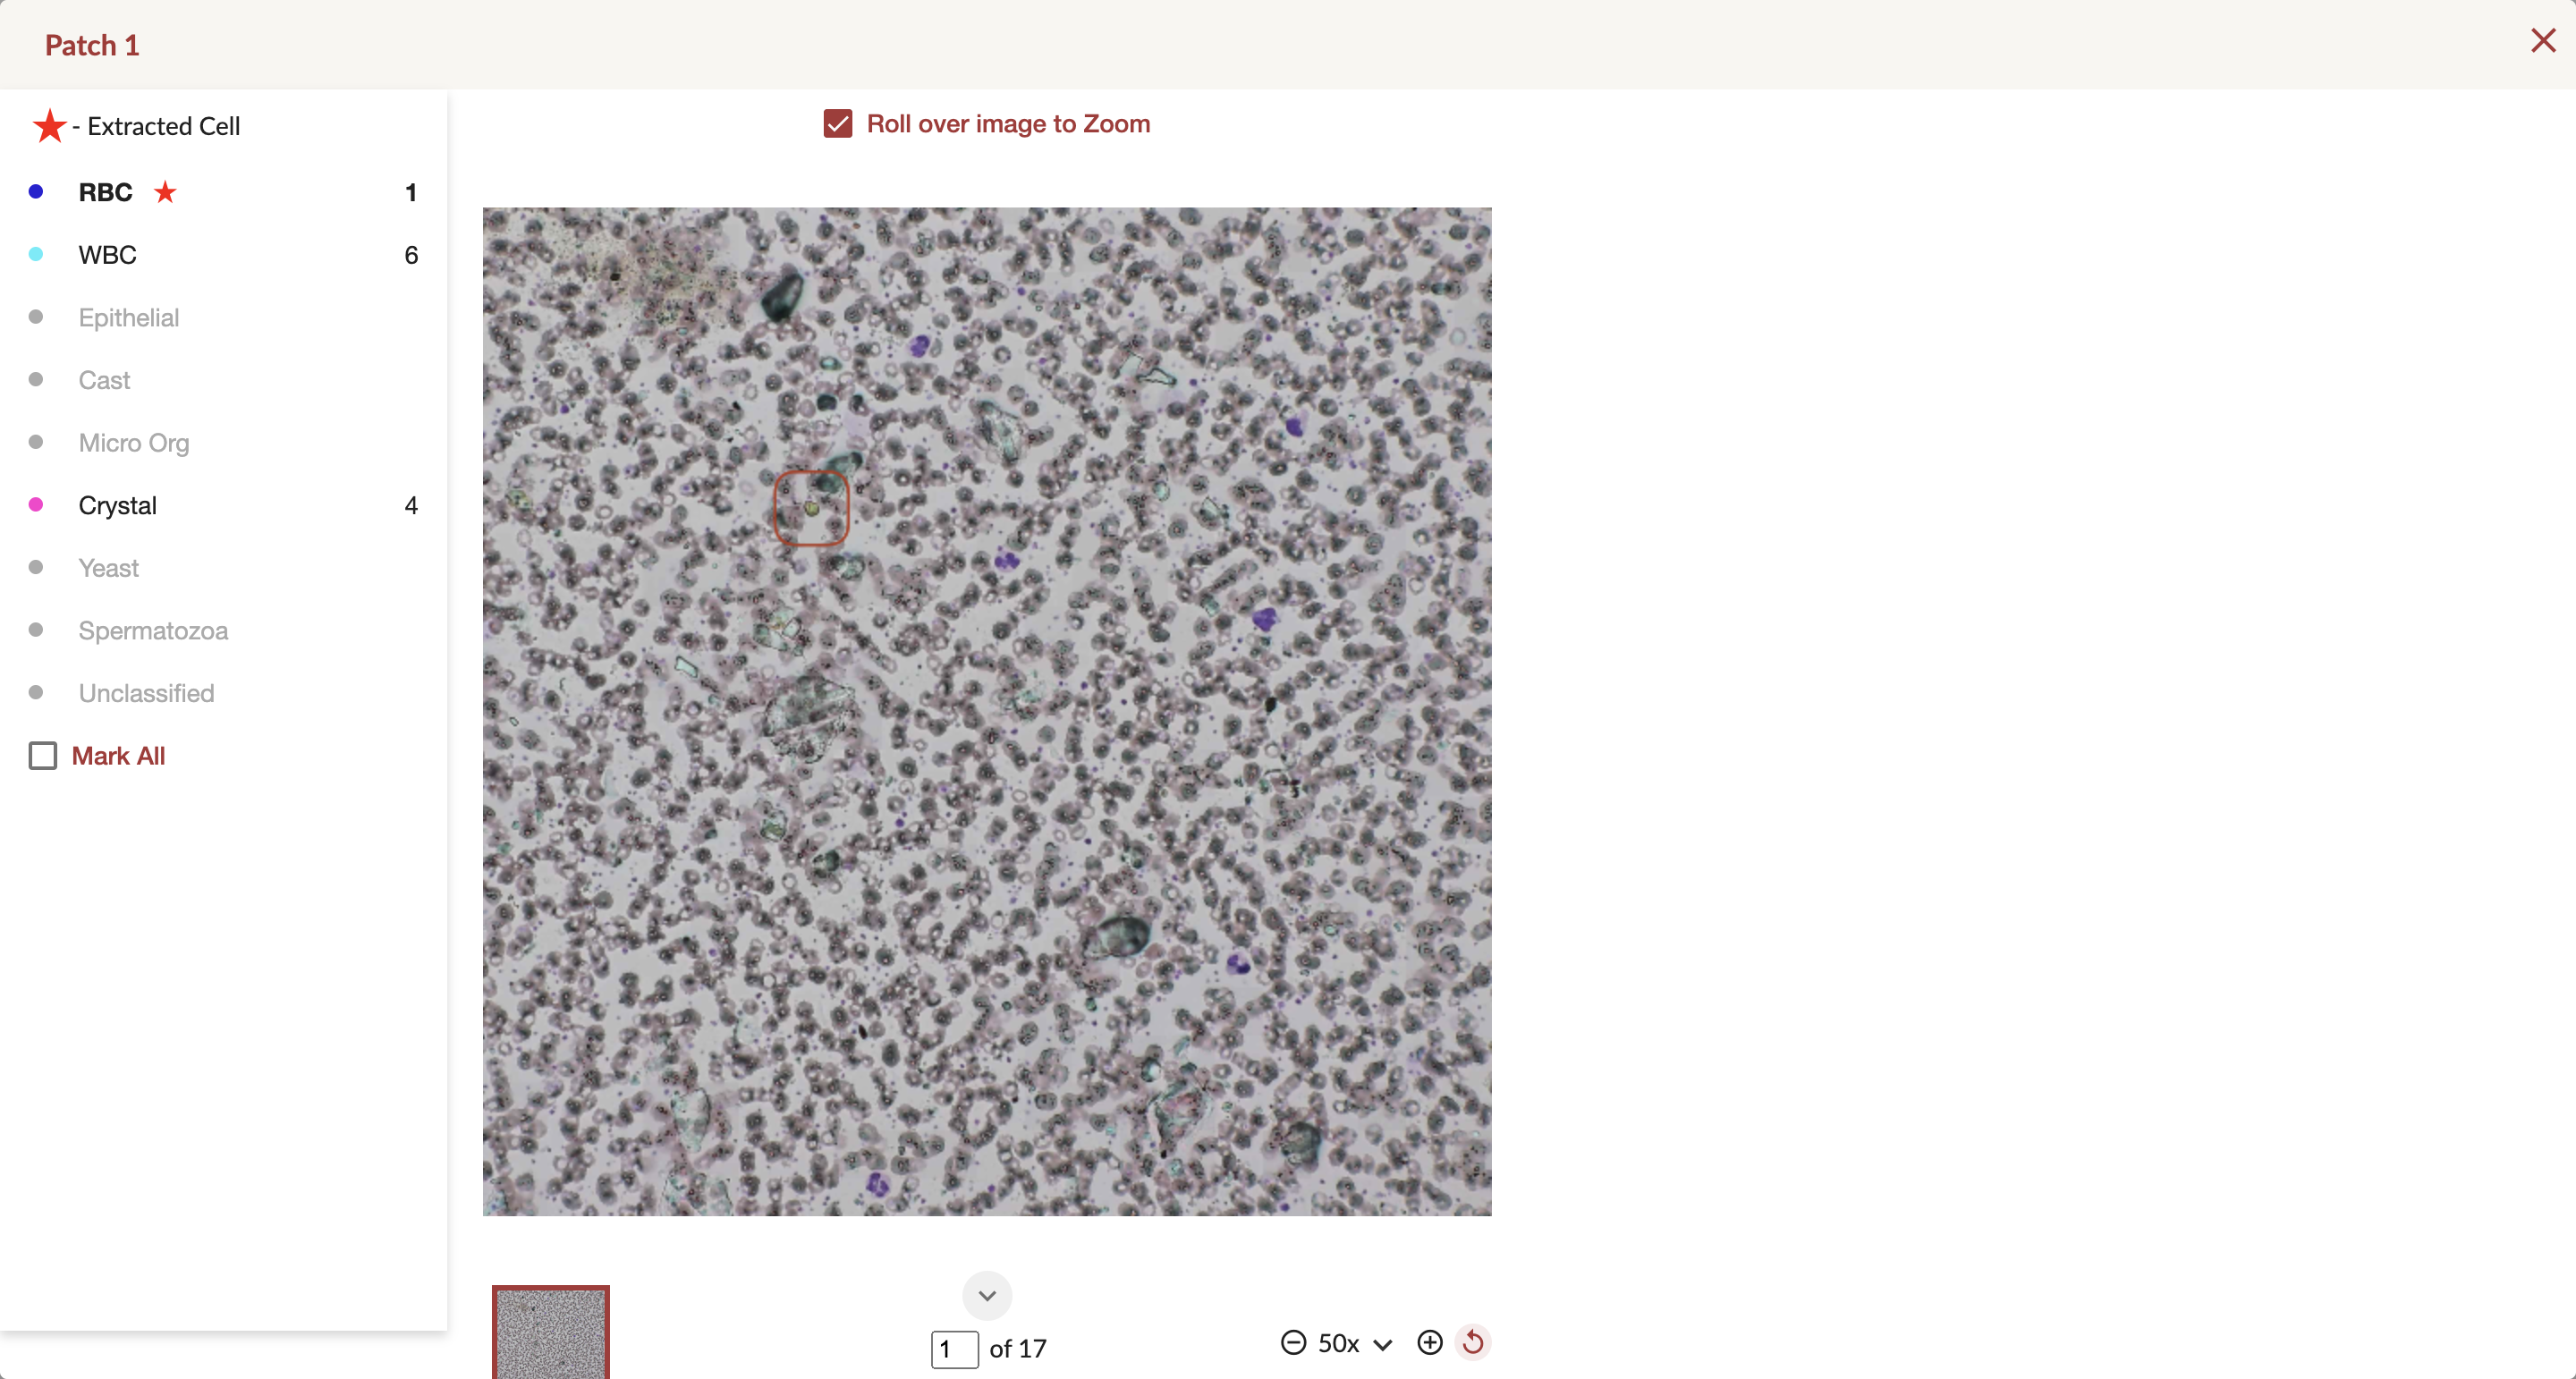 Patch 1
- Extracted Cell
RBC 1
WBC 6
Epithelial
Cast
Micro Org
Crystal 4
Yeast
Spermatozoa
Unclassified
Mark All
Roll over image to Zoom
1 of 17
50x